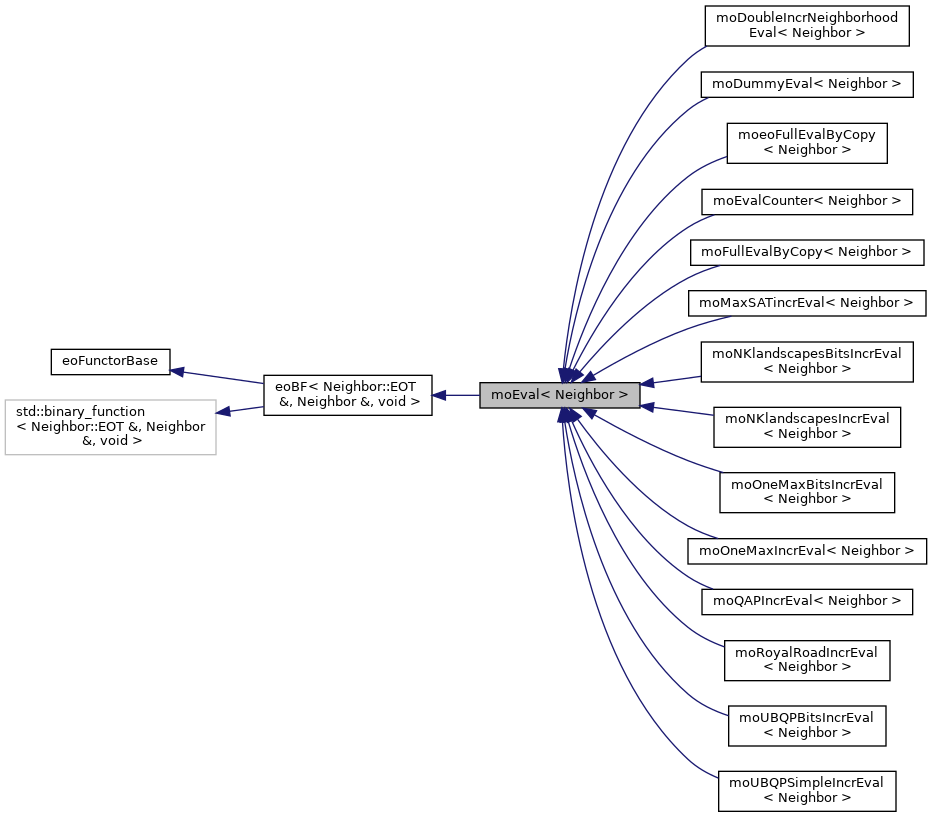 moDoubleIncrNeighborhood
Eval< Neighbor >
moDummyEval< Neighbor >
moeoFullEvalByCopy
< Neighbor >
moEvalCounter< Neighbor >
moFullEvalByCopy< Neighbor >
moMaxSATincrEval< Neighbor >
moNKlandscapesBitsIncrEval
< Neighbor >
eoFunctorBase
eoBF< Neighbor::EOT
&, Neighbor &, void >
moEval< Neighbor >
std::binary_function
< Neighbor::EOT &, Neighbor
&, void >
moNKlandscapesIncrEval
< Neighbor >
moOneMaxBitsIncrEval
< Neighbor >
moOneMaxIncrEval< Neighbor >
moQAPIncrEval< Neighbor >
moRoyalRoadIncrEval
< Neighbor >
moUBQPBitsIncrEval
< Neighbor >
moUBQPSimpleIncrEval
< Neighbor >